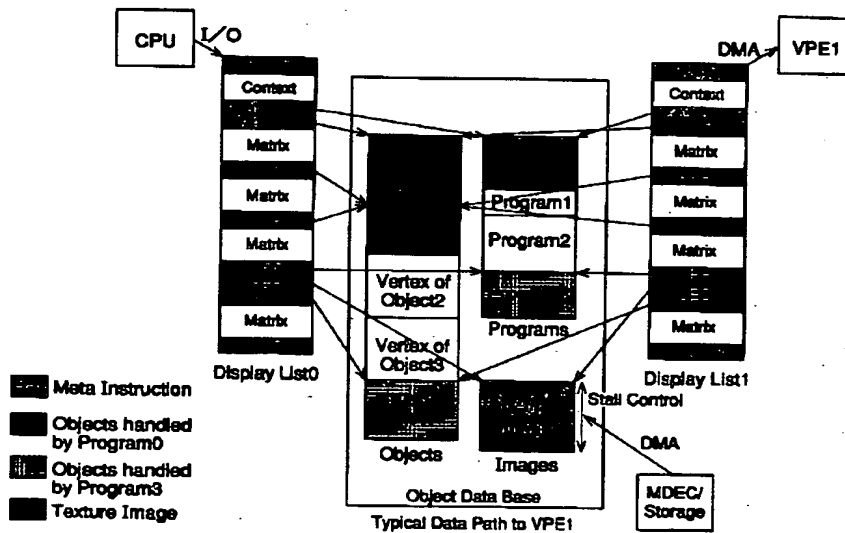 CPU
I/O
DMA
VPE1
Context
Matrix
Matrix
Matrix
Matrix
Display List0
Program1
Program2
Programs
Vertex of
Object2
Vertex of
Object3
Objects
Images
Context
Matrix
Matrix
Matrix
Matrix
Display List1
Stall Control
DMA
MDEC/
Storage
Object Data Base
Typical Data Path to VPE1
Meta Instruction
Objects handled
by Program0
Objects handled
by Program3
Texture Image